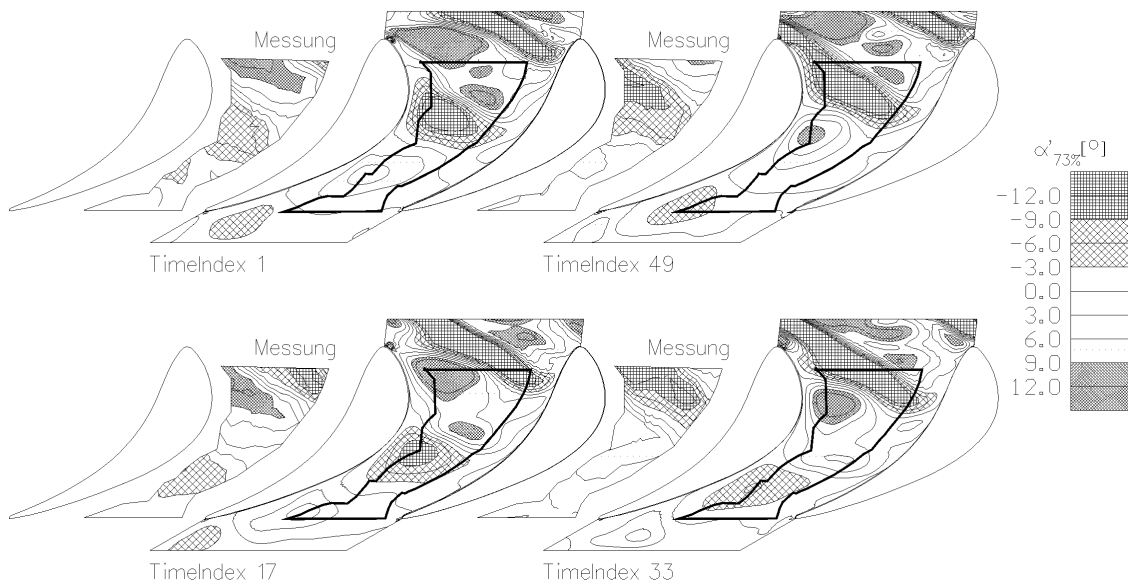 Messung
Messung
α'73%[°]
-12.0
-9.0
-6.0
-3.0
0.0
3.0
6.0
9.0
12.0
TimeIndex 1
TimeIndex 49
Messung
Messung
TimeIndex 17
TimeIndex 33